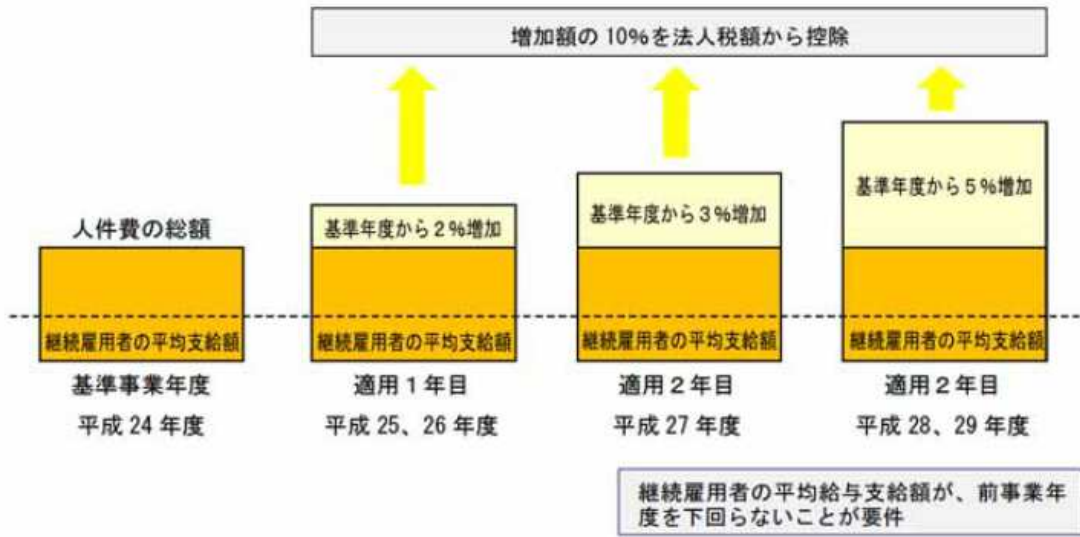 増加額の 10%を法人税額から控除
人件費の総額
基準年度から2%増加
基準年度から3%増加
基準年度から5%増加
継続雇用者の平均支給額
継続雇用者の平均支給額
継続雇用者の平均支給額
継続雇用者の平均支給額
基準事業年度
平成 24 年度
適用1年目
平成 25、26 年度
適用2年目
平成 27 年度
適用2年目
平成 28、29 年度
継続雇用者の平均給与支給額が、前事業年
度を下回らないことが要件